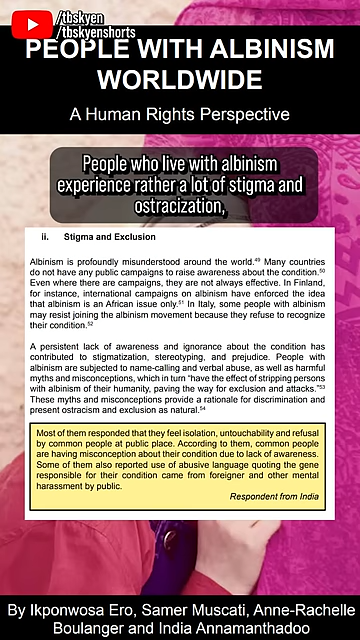 /tbskyen
/tbskyenshorts
PEOPLE WITH ALBINISM
WORLDWIDE
A Human Rights Perspective
People who live with albinism
experience rather a lot of stigma and
ostracization,
ii. Stigma and Exclusion
Albinism is profoundly misunderstood around the world.49 Many countries
do not have any public campaigns to raise awareness about the condition.50
Even where there are campaigns, they are not always effective. In Finland,
for instance, international campaigns on albinism have enforced the idea
that albinism is an African issue only.51 In Italy, some people with albinism
may resist joining the albinism movement because they refuse to recognize
their condition.52
A persistent lack of awareness and ignorance about the condition has
contributed to stigmatization, stereotyping, and prejudice. People with
albinism are subjected to name-calling and verbal abuse, as well as harmful
myths and misconceptions, which in turn “have the effect of stripping persons
with albinism of their humanity, paving the way for exclusion and attacks.”53
These myths and misconceptions provide a rationale for discrimination and
present ostracism and exclusion as natural.54
Most of them responded that they feel isolation, untouchability and refusal
by common people at public place. According to them, common people
are having misconception about their condition due to lack of awareness.
Some of them also reported use of abusive language quoting the gene
responsible for their condition came from foreigner and other mental
harassment by public.
Respondent from India
By Ikponwosa Ero, Samer Muscati, Anne-Rachelle
Boulanger and India Annamanthadoo